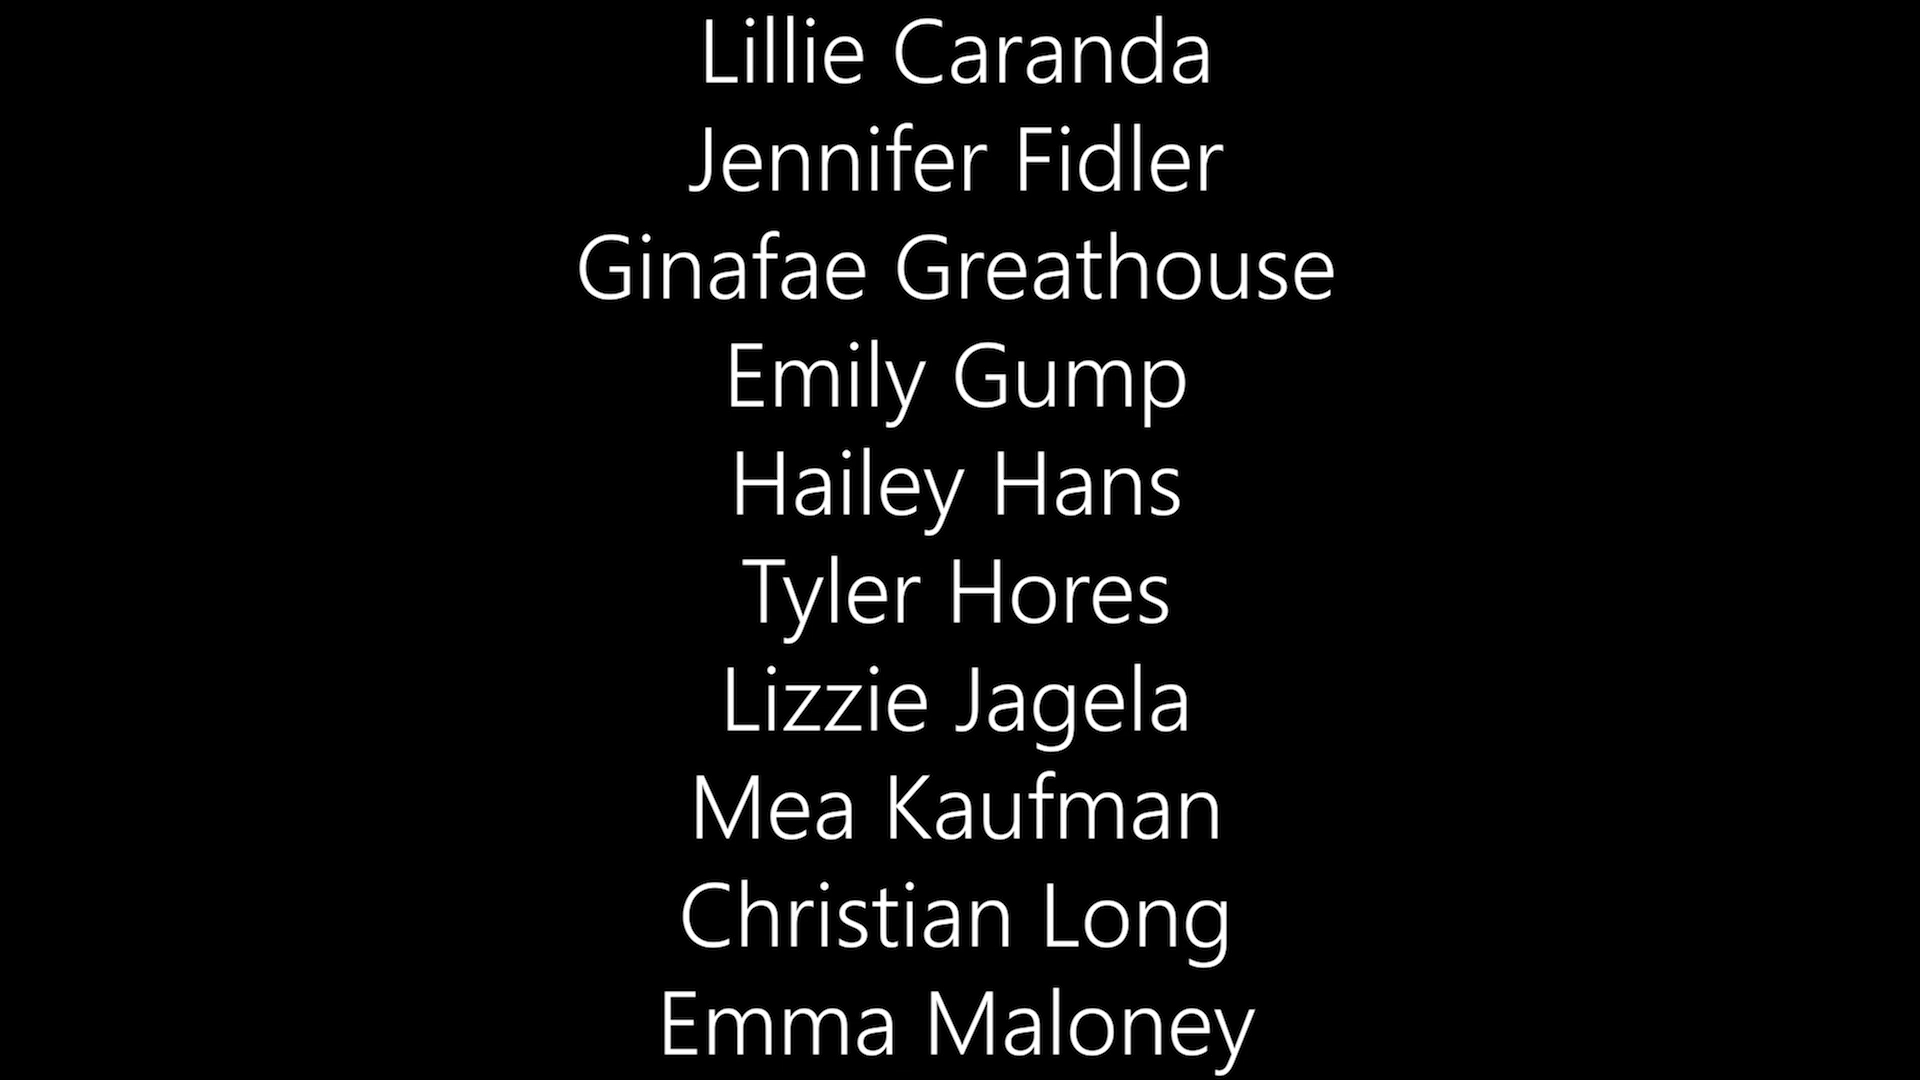 Lillie Caranda
Jennifer Fidler
Ginafae Greathouse
Emily Gump
Hailey Hans
Tyler Hores
Lizzie Jagela
Mea Kaufman
Christian Long
Emma Maloney